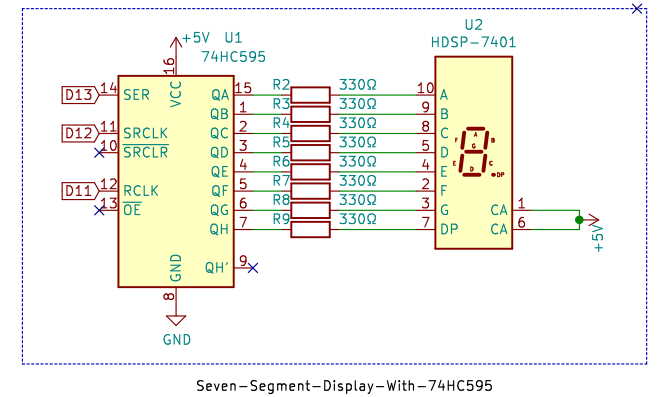 +5V
U1
74HC595
16
VCC
D13
14
SER
D12
11
SRCLK
10
SRCLR
D11
12
RCLK
13
OE
GND
8
GND
QA
15
R2
330Ω
10
A
QB
1
R3
330Ω
9
B
QC
2
R4
330Ω
8
C
QD
3
R5
330Ω
5
D
QE
4
R6
330Ω
4
E
QF
5
R7
330Ω
2
F
QG
6
R8
330Ω
3
G
QH
7
R9
330Ω
7
DP
QH'
9
U2
HDSP-7401
A
F
B
G
E
C
D
DP
CA
1
CA
6
+5V
Seven-Segment-Display-With-74HC595